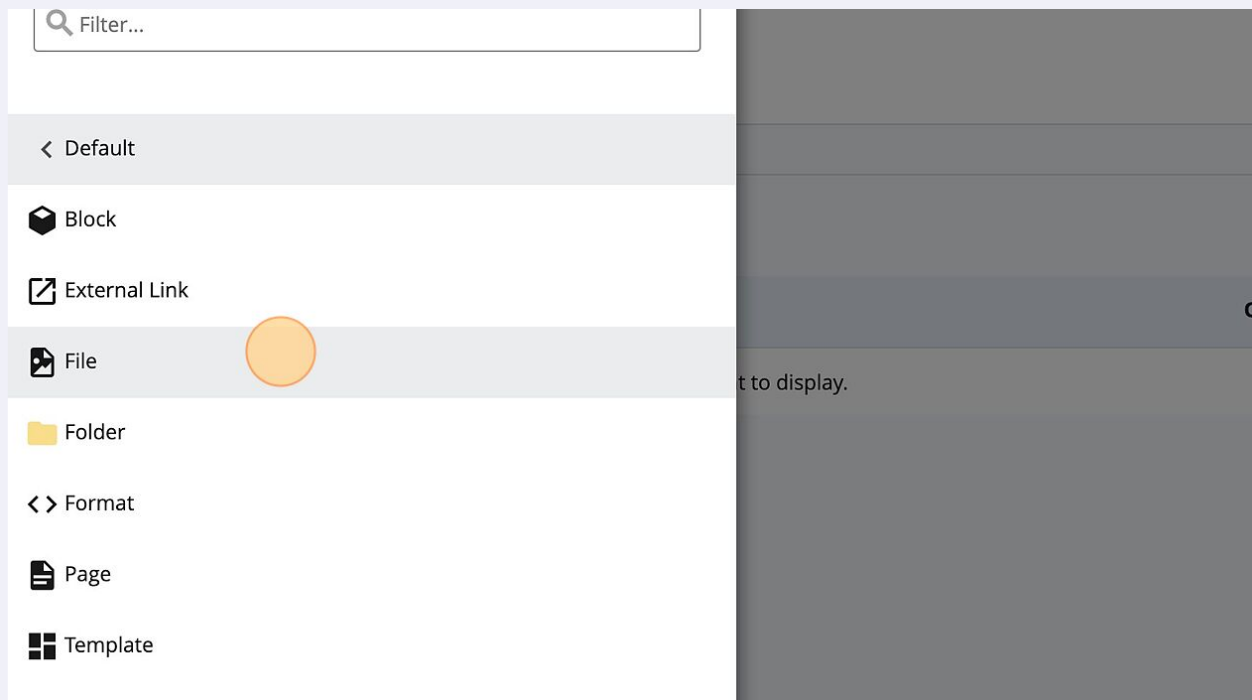 Filter...
Default
Block
External Link
File
t to display.
Folder
Format
Page
Template